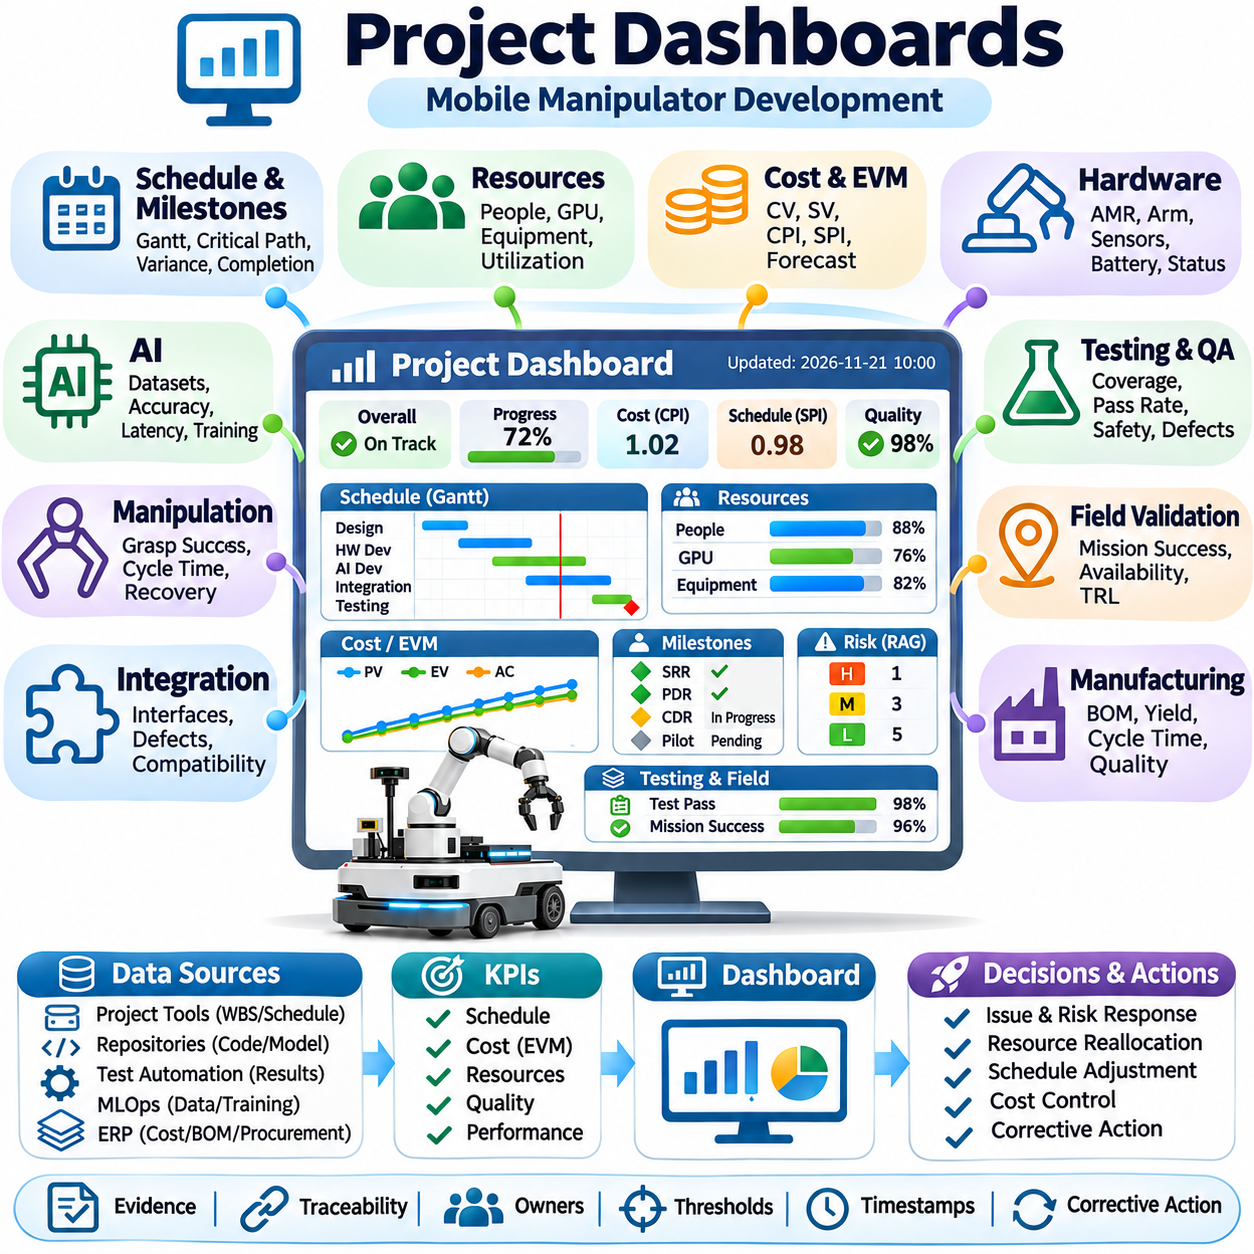 Project Dashboards
Mobile Manipulator Development
Schedule &
Milestones
Gantt, Critical Path,
Variance, Completion
Resources
People, GPU,
Equipment,
Utilization
Cost & EVM
CV, SV,
CPI, SPI,
Forecast
Hardware
AMR, Arm,
Sensors,
Battery, Status
AI
AI
Datasets,
Accuracy,
Latency, Training
Manipulation
Grasp Success,
Cycle Time,
Recovery
Integration
Interfaces,
Defects,
Compatibility
Testing & QA
Coverage,
Pass Rate,
Safety, Defects
Field Validation
Mission Success,
Availability,
TRL
Manufacturing
BOM, Yield,
Cycle Time,
Quality
Project Dashboard
Updated: 2026-11-21 10:00
Overall
On Track
Progress
72%
Cost (CPI)
1.02
Schedule (SPI)
0.98
Quality
98%
Schedule (Gantt)
Design
HW Dev
AI Dev
Integration
Testing
Resources
People 88%
GPU 76%
Equipment 82%
Cost / EVM
PV EV AC
Milestones
SRR
PDR
CDR In Progress
Pilot Pending
Risk (RAG)
H 1
M 3
L 5
Testing & Field
Test Pass 98%
Mission Success 96%
Data Sources
Project Tools (WBS/Schedule)
Repositories (Code/Model)
Test Automation (Results)
MLOps (Data/Training)
ERP (Cost/BOM/Procurement)
KPIs
Schedule
Cost (EVM)
Resources
Quality
Performance
Dashboard
Decisions & Actions
Issue & Risk Response
Resource Reallocation
Schedule Adjustment
Cost Control
Corrective Action
Evidence
Traceability
Owners
Thresholds
Timestamps
Corrective Action